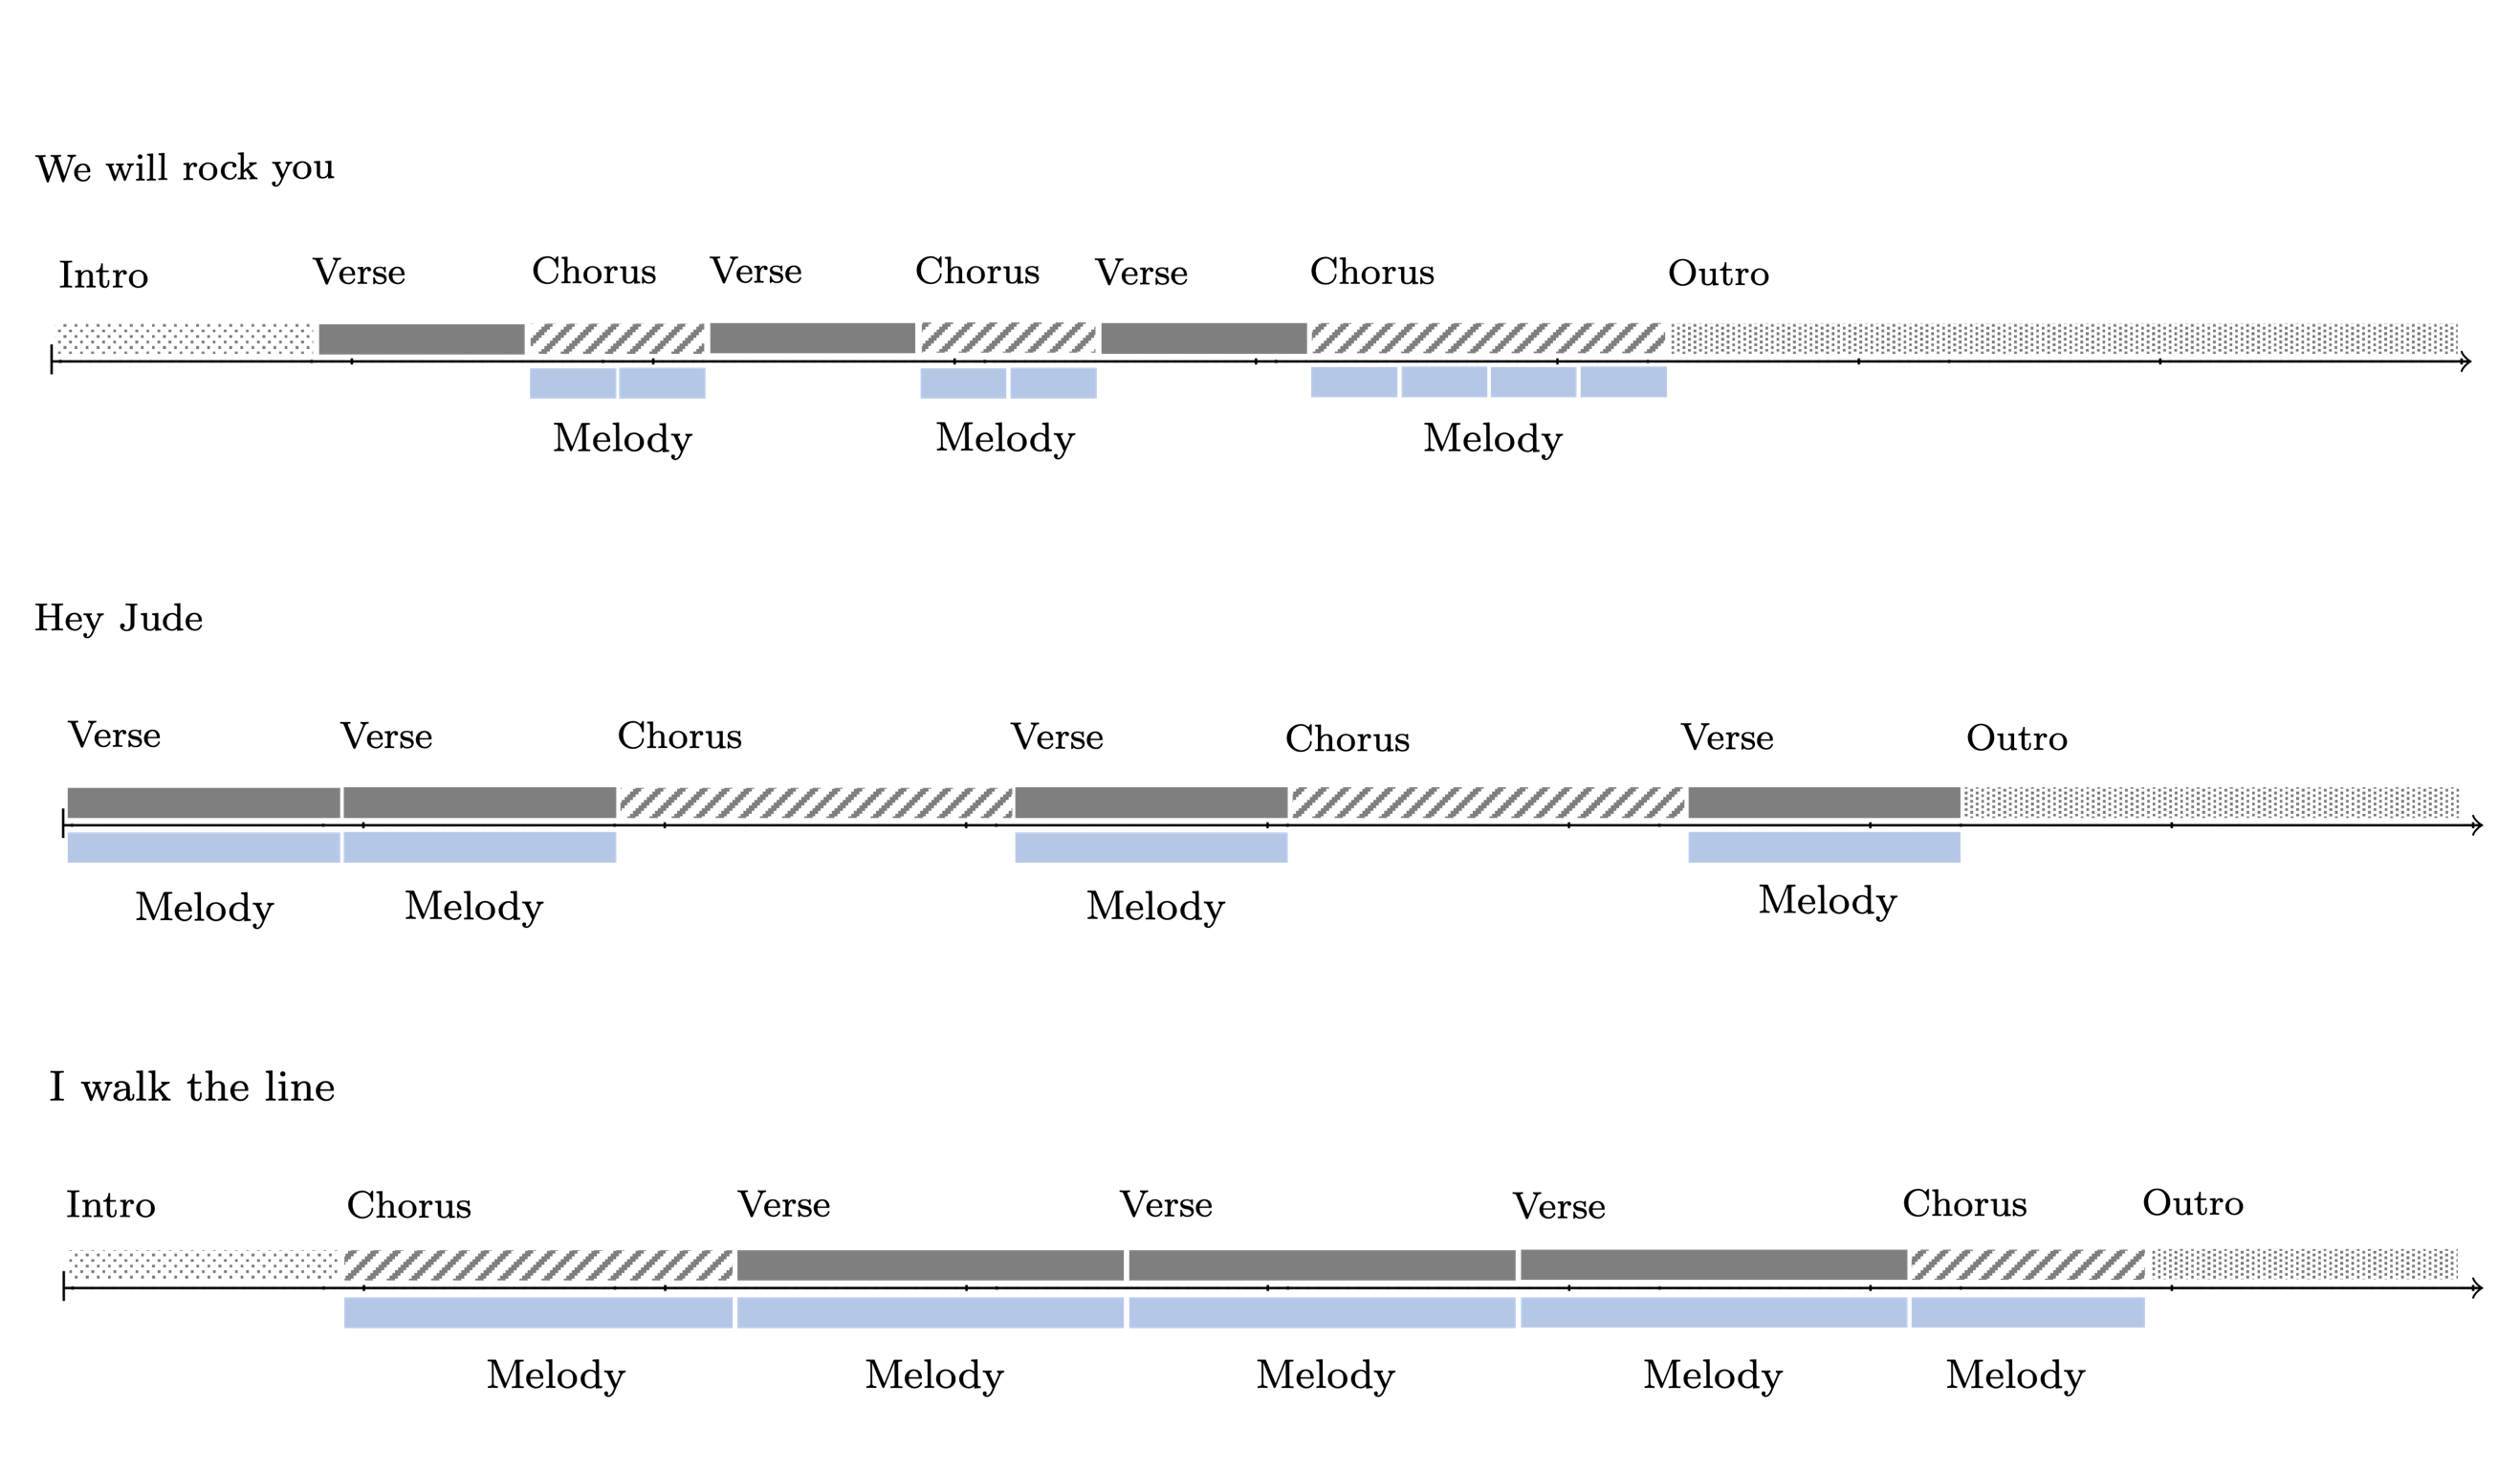 We will rock you
Intro Verse Chorus Verse Chorus Verse Chorus Outro
Melody Melody Melody
Hey Jude
Verse Verse Chorus Verse Chorus Verse Outro
Melody Melody Melody Melody
I walk the line
Intro Chorus Verse Verse Verse Chorus Outro
Melody Melody Melody Melody Melody